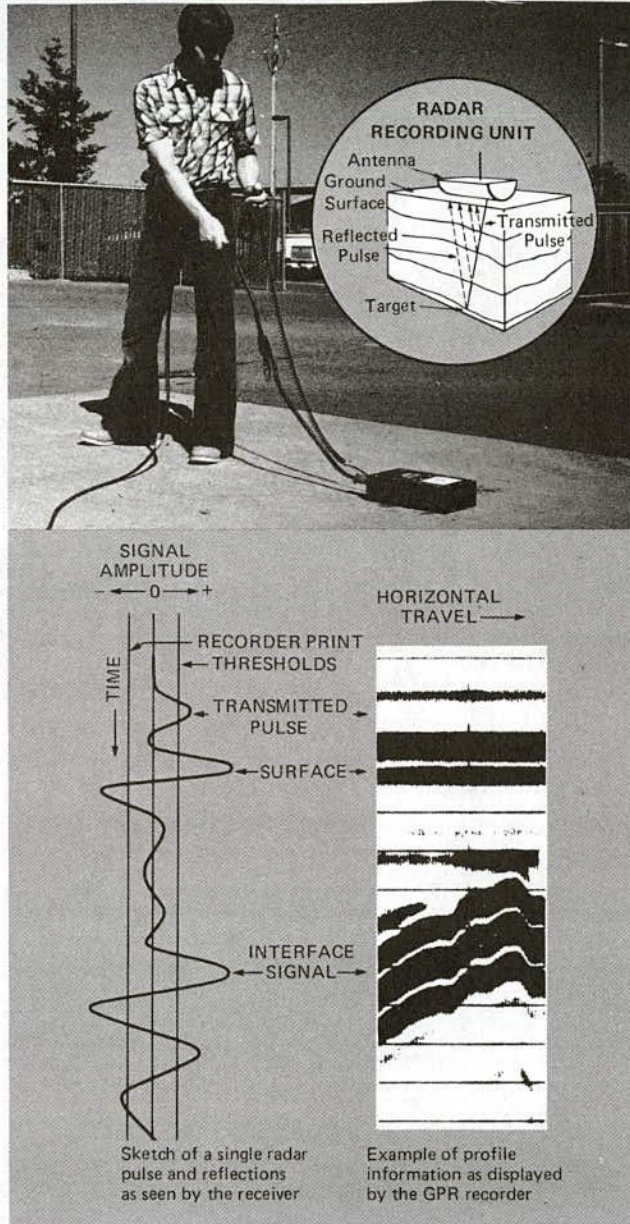 RADAR
RECORDING UNIT
Antenna
Ground
Surface
Transmitted
Pulse
Reflected
Pulse
Target
SIGNAL
AMPLITUDE
- 0 +
TIME
RECORDER PRINT
THRESHOLDS
TRANSMITTED
PULSE
SURFACE
INTERFACE
SIGNAL
HORIZONTAL
TRAVEL
Sketch of a single radar
pulse and reflections
as seen by the receiver
Example of profile
information as displayed
by the GPR recorder